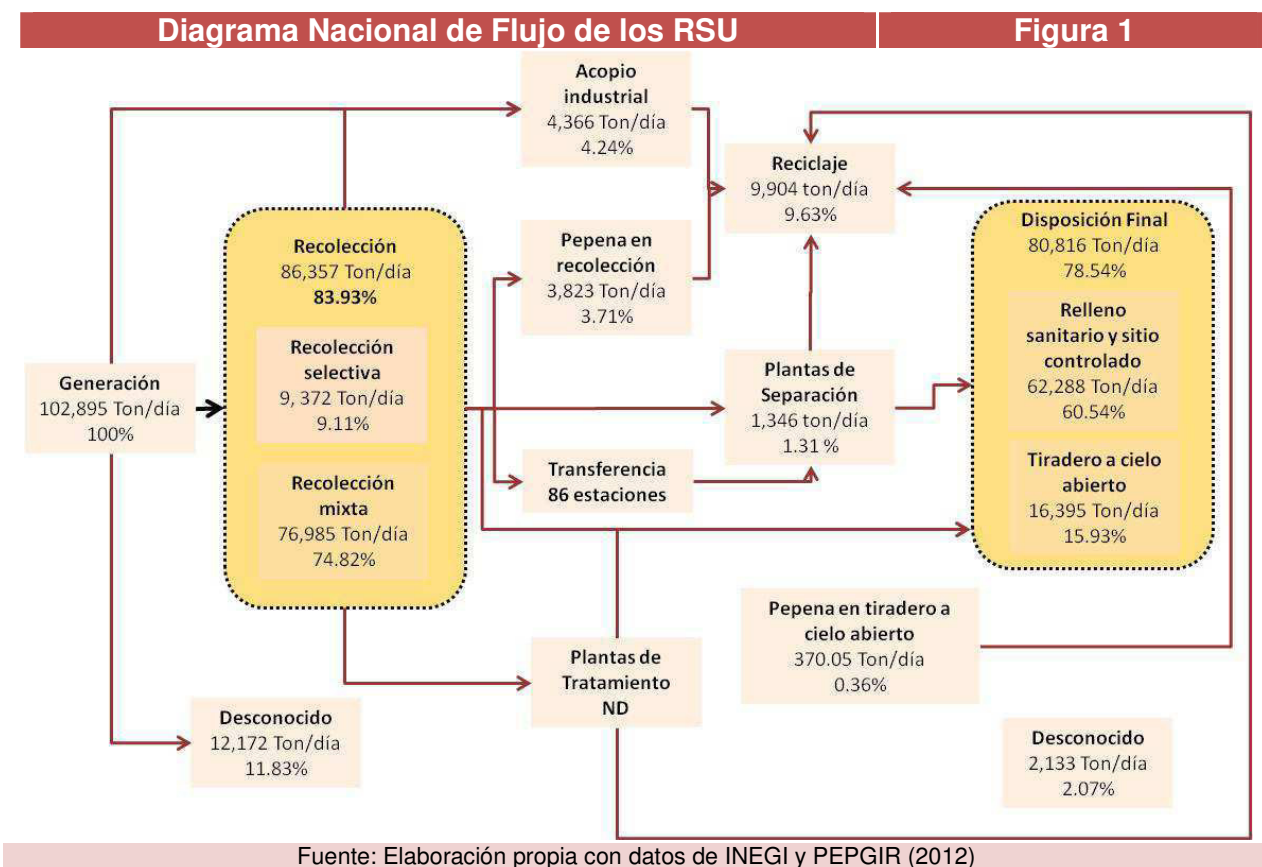 Diagrama Nacional de Flujo de los RSU
Figura 1
Acopio
industrial
4,366 Ton/día
4.24%
Reciclaje
9,904 ton/día
9.63%
Recolección
86,357 Ton/día
83.93%
Pepena en
recolección
3,823 Ton/día
3.71%
Disposición Final
80,816 Ton/día
78.54%
Relleno
sanitario y sitio
controlado
62,288 Ton/día
60.54%
Recolección
selectiva
9, 372 Ton/día
9.11%
Generación
102,895 Ton/día
100%
Plantas de
Separación
1,346 ton/día
1.31 %
Tiradero a cielo
abierto
16,395 Ton/día
15.93%
Recolección
mixta
76,985 Ton/día
74.82%
Transferencia
86 estaciones
Pepena en tiradero a
cielo abierto
370.05 Ton/día
0.36%
Plantas de
Tratamiento
ND
Desconocido
12,172 Ton/día
11.83%
Desconocido
2,133 Ton/día
2.07%
Fuente: Elaboración propia con datos de INEGI y PEPGIR (2012)